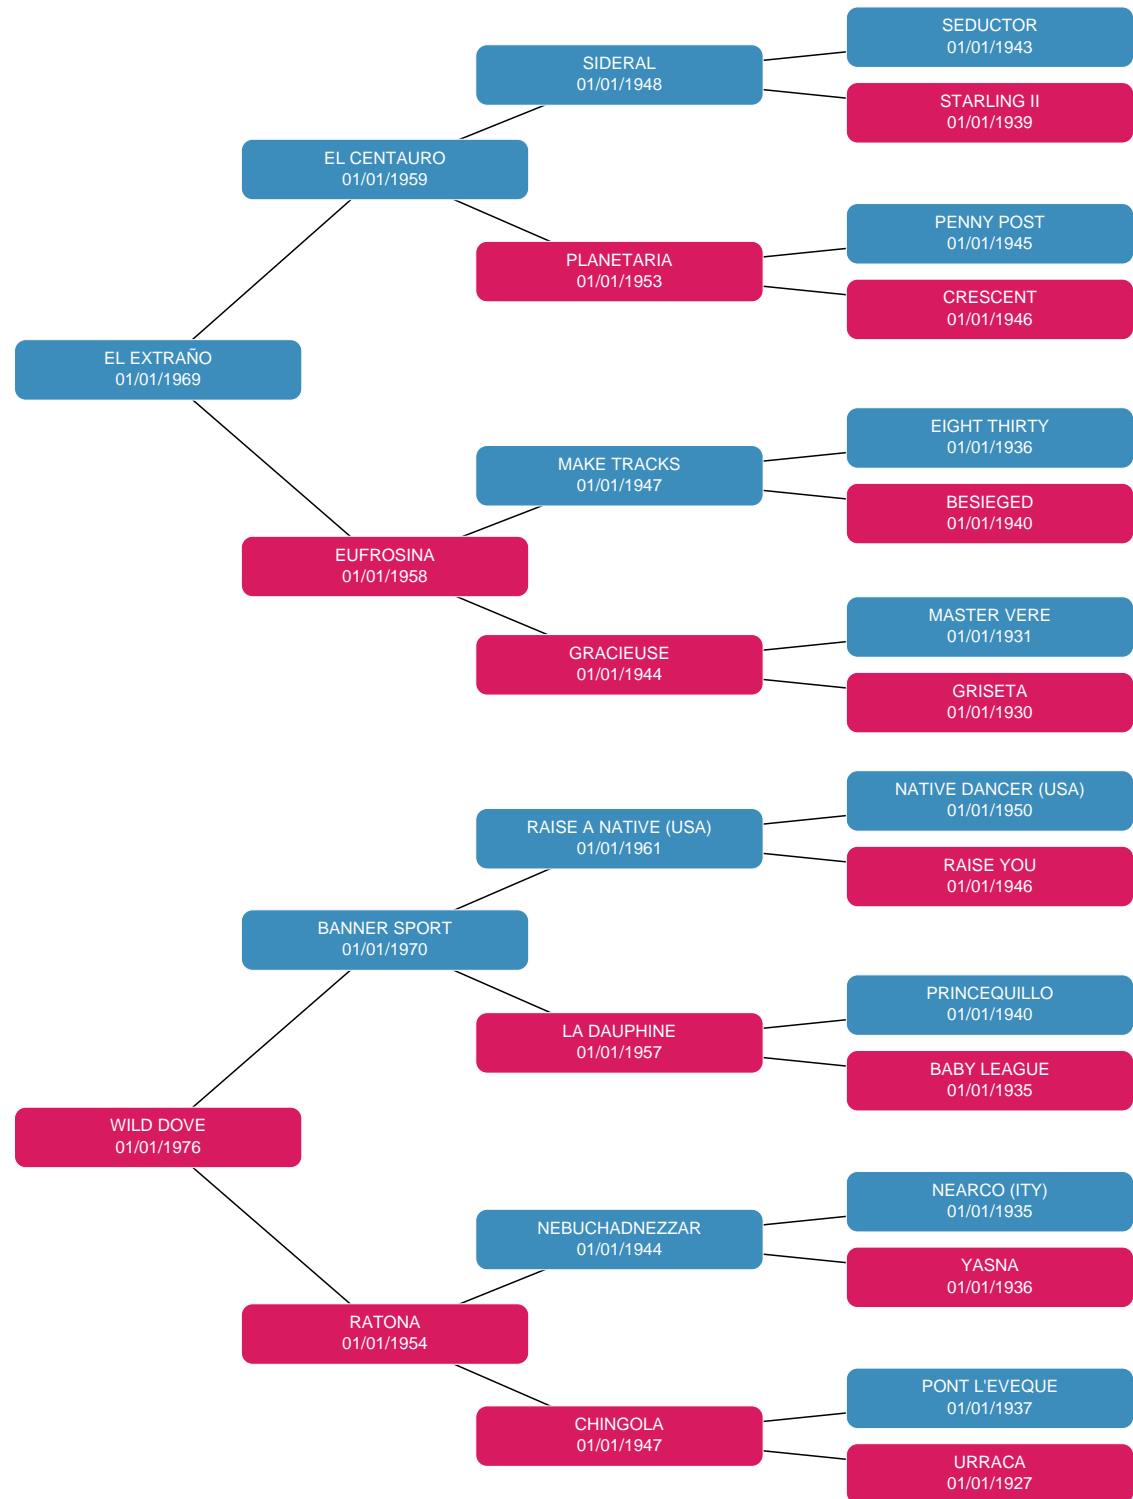 SEDUCTOR
01/01/1943
SIDERAL
01/01/1948
STARLING II
01/01/1939
EL CENTAURO
01/01/1959
PENNY POST
01/01/1945
PLANETARIA
01/01/1953
CRESCENT
01/01/1946
EL EXTRAÑO
01/01/1969
EIGHT THIRTY
01/01/1936
MAKE TRACKS
01/01/1947
BESIEGED
01/01/1940
EUFROSINA
01/01/1958
MASTER VERE
01/01/1931
GRACIEUSE
01/01/1944
GRISETA
01/01/1930
NATIVE DANCER (USA)
01/01/1950
RAISE A NATIVE (USA)
01/01/1961
RAISE YOU
01/01/1946
BANNER SPORT
01/01/1970
PRINCEQUILLO
01/01/1940
LA DAUPHINE
01/01/1957
BABY LEAGUE
01/01/1935
WILD DOVE
01/01/1976
NEARCO (ITY)
01/01/1935
NEBUCHADNEZZAR
01/01/1944
YASNA
01/01/1936
RATONA
01/01/1954
PONT L'EVEQUE
01/01/1937
CHINGOLA
01/01/1947
URRACA
01/01/1927